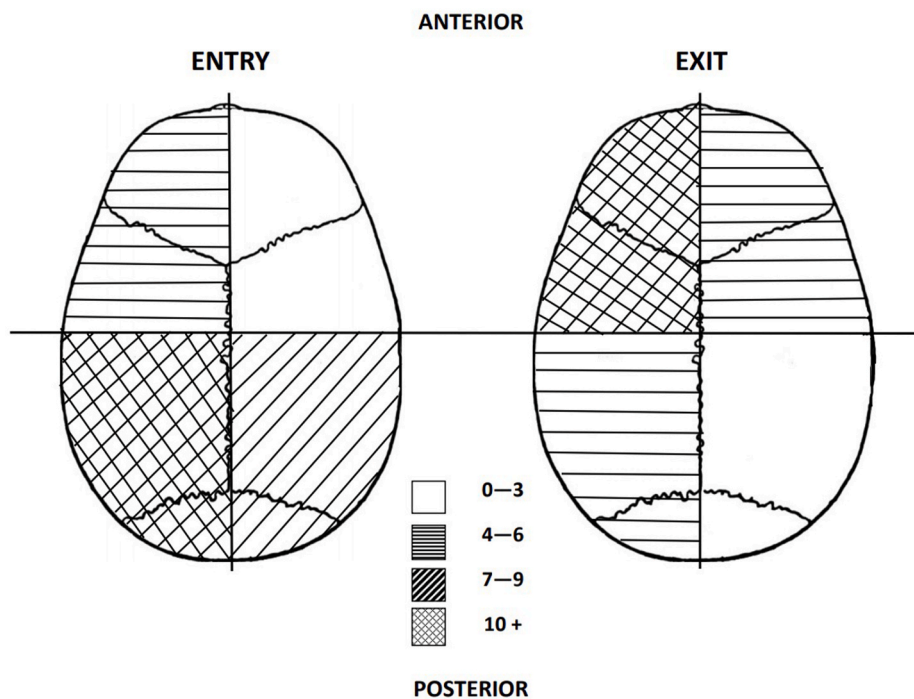 ANTERIOR
ENTRY
EXIT
0—3
4—6
7—9
10 +
POSTERIOR